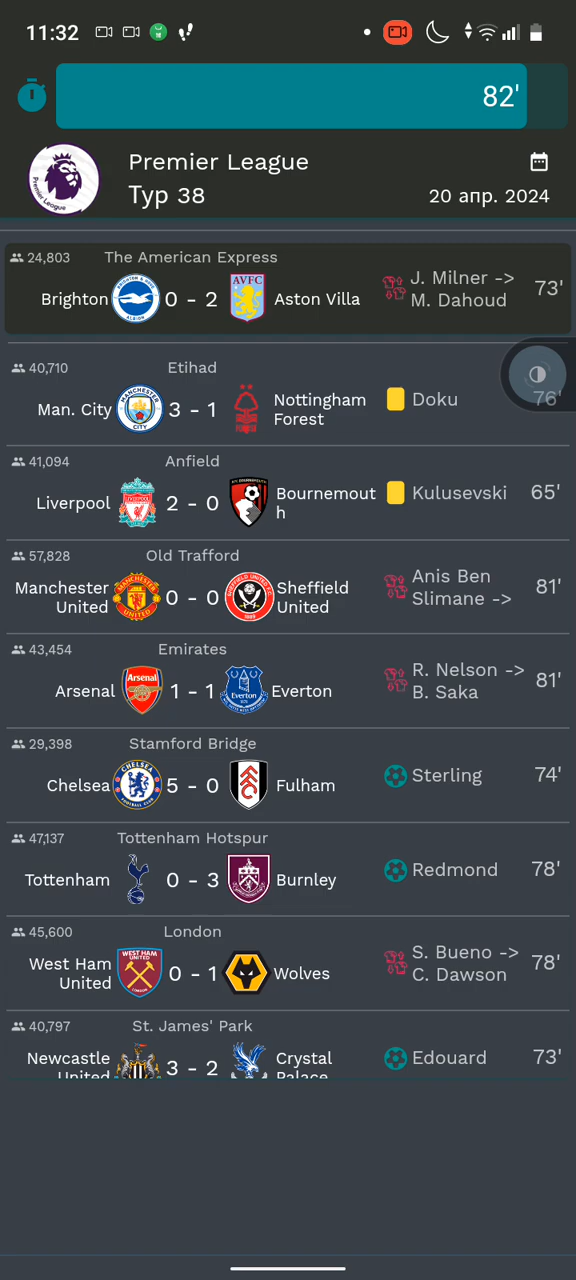 11:32
82'
Premier League
Тур 38
20 апр. 2024
24,803 The American Express
Brighton 0 - 2 Aston Villa
J. Milner ->
M. Dahoud
73'
40,710 Etihad
Man. City 3 - 1 Nottingham
Forest
Doku 76'
41,094 Anfield
Liverpool 2 - 0 Bournemout
h
Kulusevski 65'
57,828 Old Trafford
Manchester
United
0 - 0 Sheffield
United
Anis Ben
Slimane ->
81'
43,454 Emirates
Arsenal 1 - 1 Everton
R. Nelson ->
B. Saka
81'
29,398 Stamford Bridge
Chelsea 5 - 0 Fulham
Sterling 74'
47,137 Tottenham Hotspur
Tottenham 0 - 3 Burnley
Redmond 78'
45,600 London
West Ham
United
0 - 1 Wolves
S. Bueno ->
C. Dawson
78'
40,797 St. James' Park
Newcastle
United
3 - 2 Crystal
Palace
Edouard 73'